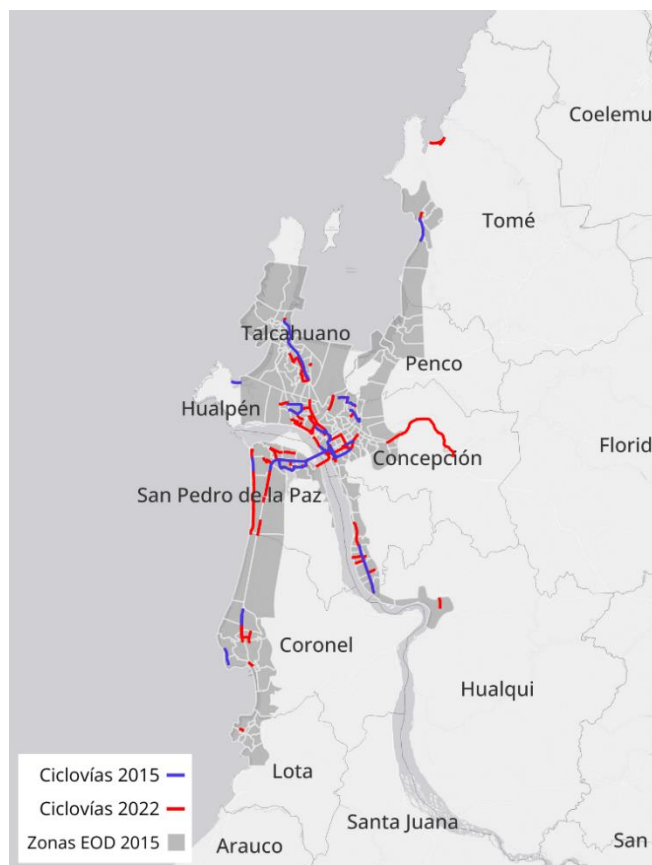 Coelemu
Tomé
Talcahuano
Penco
Hualpén
Florid
Concepción
San Pedro de la Paz
Coronel
Hualqui
Lota
Santa Juana
Arauco
San
Ciclovías 2015
Ciclovías 2022
Zonas EOD 2015